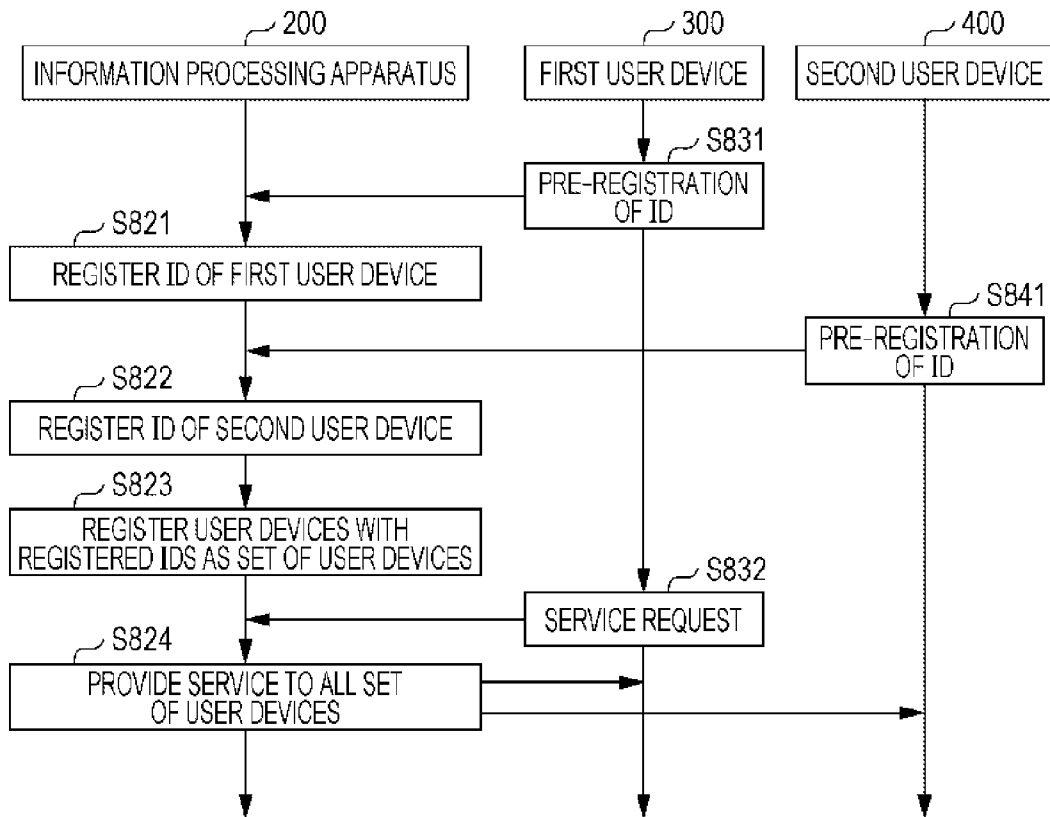 200
300
400
INFORMATION PROCESSING APPARATUS
FIRST USER DEVICE
SECOND USER DEVICE
S831
PRE-REGISTRATION
OF ID
S821
REGISTER ID OF FIRST USER DEVICE
S841
PRE-REGISTRATION
OF ID
S822
REGISTER ID OF SECOND USER DEVICE
S823
REGISTER USER DEVICES WITH
REGISTERED IDS AS SET OF USER DEVICES
S832
SERVICE REQUEST
S824
PROVIDE SERVICE TO ALL SET
OF USER DEVICES